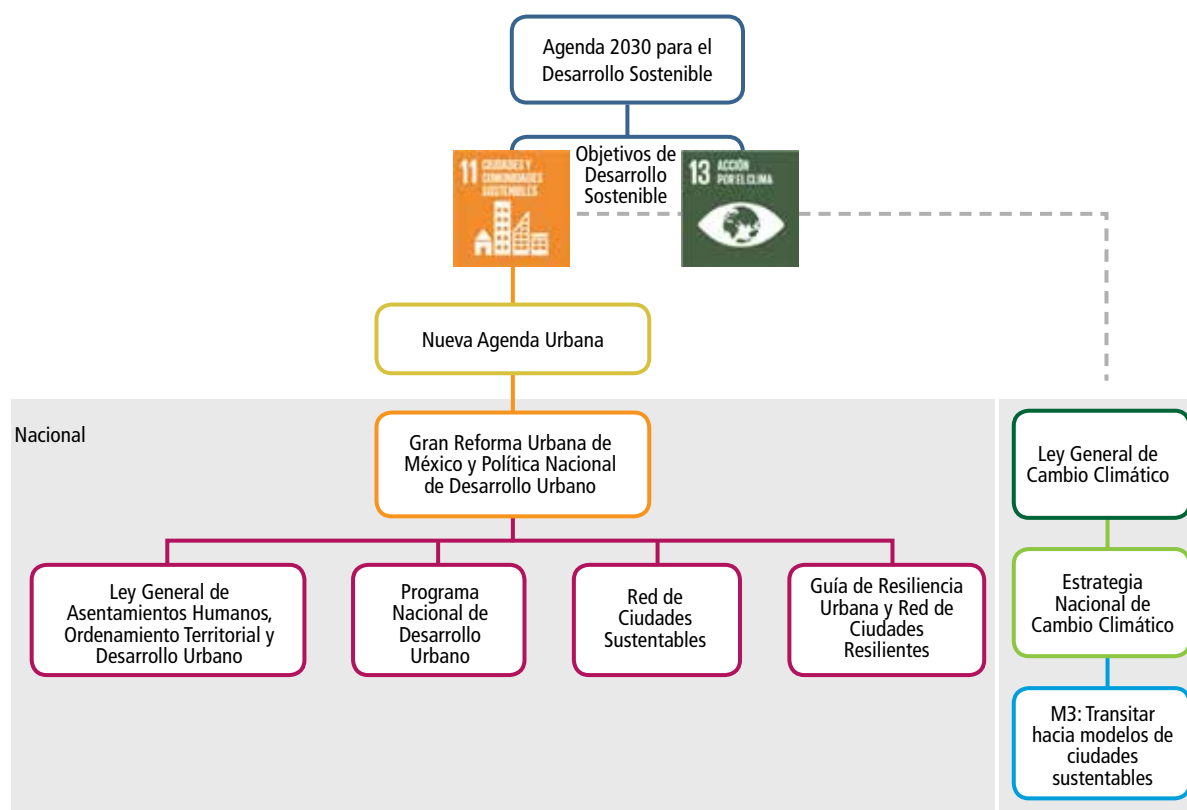 Agenda 2030 para el
Desarrollo Sostenible
11 CIUDADES Y
COMUNIDADES
SOSTENIBLES
Objetivos de
Desarrollo
Sostenible
13 ACCIÓN
POR EL CLIMA
Nueva Agenda Urbana
Nacional
Gran Reforma Urbana de
México y Política Nacional
de Desarrollo Urbano
Ley General de
Asentamientos Humanos,
Ordenamiento Territorial y
Desarrollo Urbano
Programa
Nacional de
Desarrollo
Urbano
Red de
Ciudades
Sustentables
Guía de Resiliencia
Urbana y Red de
Ciudades
Resilientes
Ley General de
Cambio Climático
Estrategia
Nacional de
Cambio Climático
M3: Transitar
hacia modelos de
ciudades
sustentables